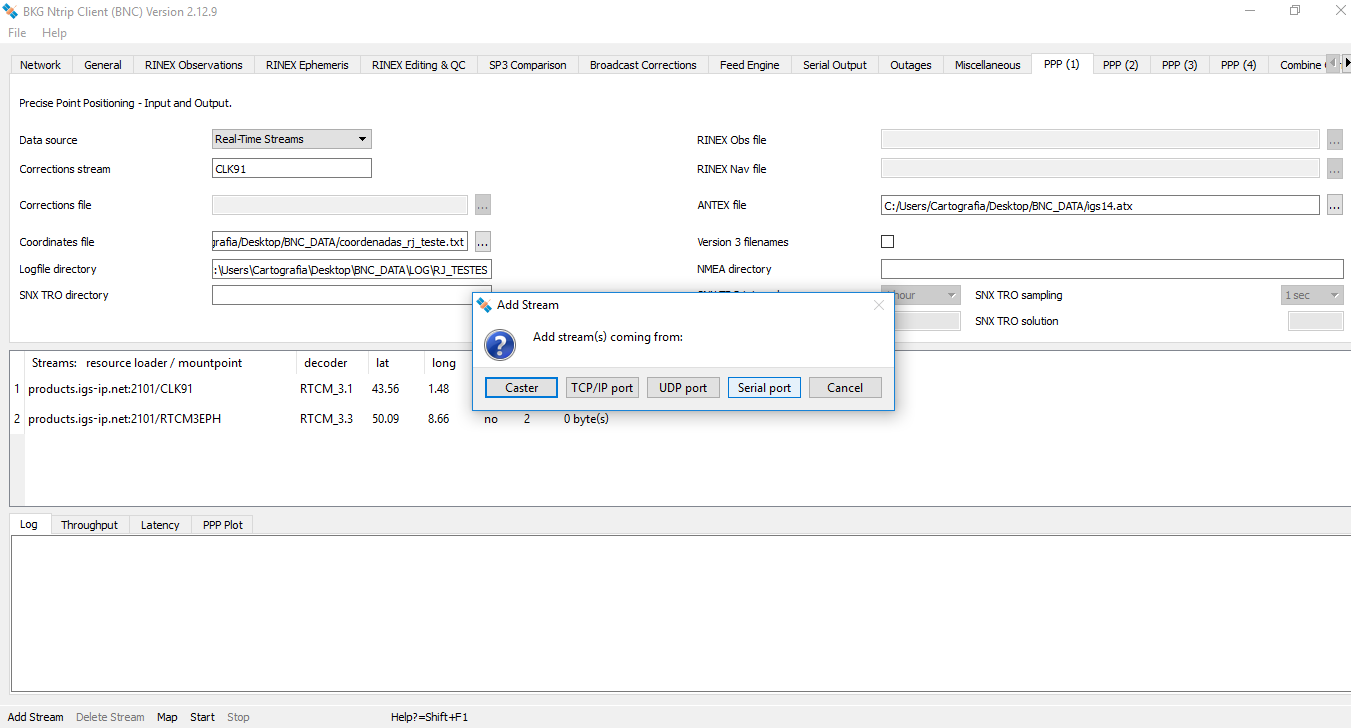 BKG Ntrip Client (BNC) Version 2.12.9
File Help
Network General RINEX Observations RINEX Ephemeris RINEX Editing & QC SP3 Comparison Broadcast Corrections Feed Engine Serial Output Outages Miscellaneous PPP (1) PPP (2) PPP (3) PPP (4) Combine
Precise Point Positioning - Input and Output.
Data source Real-Time Streams RINEX Obs file ...
Corrections stream CLK91 RINEX Nav file ...
Corrections file ... ANTEX file C:/Users/Cartografia/Desktop/BNC_DATA/igs14.atx ...
Coordinates file grafia/Desktop/BNC_DATA/coordenadas_rj_teste.txt ... Version 3 filenames
Logfile directory :\Users\Cartografia\Desktop\BNC_DATA\LOG\RJ_TESTES NMEA directory
SNX TRO directory hour SNX TRO sampling 1 sec
SNX TRO solution
Add Stream
Add stream(s) coming from:
Caster TCP/IP port UDP port Serial port Cancel
Streams: resource loader / mountpoint decoder lat long
1 products.igs-ip.net:2101/CLK91 RTCM_3.1 43.56 1.48
2 products.igs-ip.net:2101/RTCM3EPH RTCM_3.3 50.09 8.66 no 2 0 byte(s)
Log Throughput Latency PPP Plot
Add Stream Delete Stream Map Start Stop Help?=Shift+F1